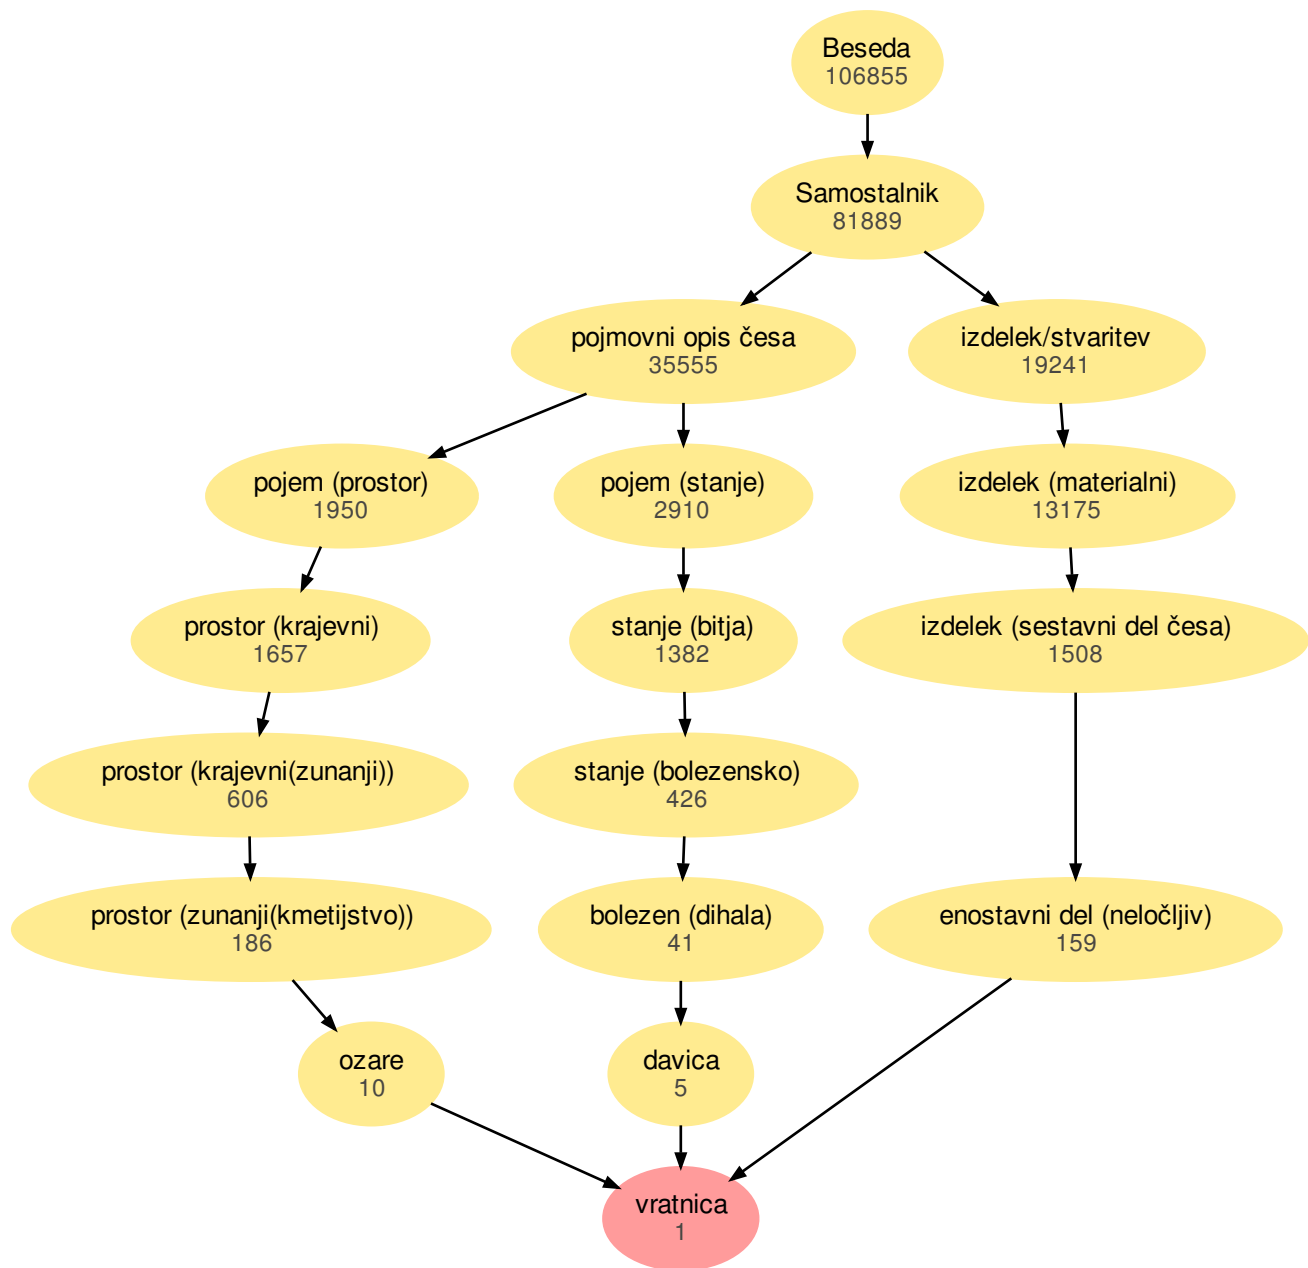 Beseda
106855
Samostalnik
81889
pojmovni opis česa
35555
izdelek/stvaritev
19241
pojem (prostor)
1950
pojem (stanje)
2910
izdelek (materialni)
13175
prostor (krajevni)
1657
stanje (bitja)
1382
izdelek (sestavni del česa)
1508
prostor (krajevni(zunanji))
606
stanje (bolezensko)
426
prostor (zunanji(kmetijstvo))
186
bolezen (dihala)
41
enostavni del (neločljiv)
159
ozare
10
davica
5
vratnica
1